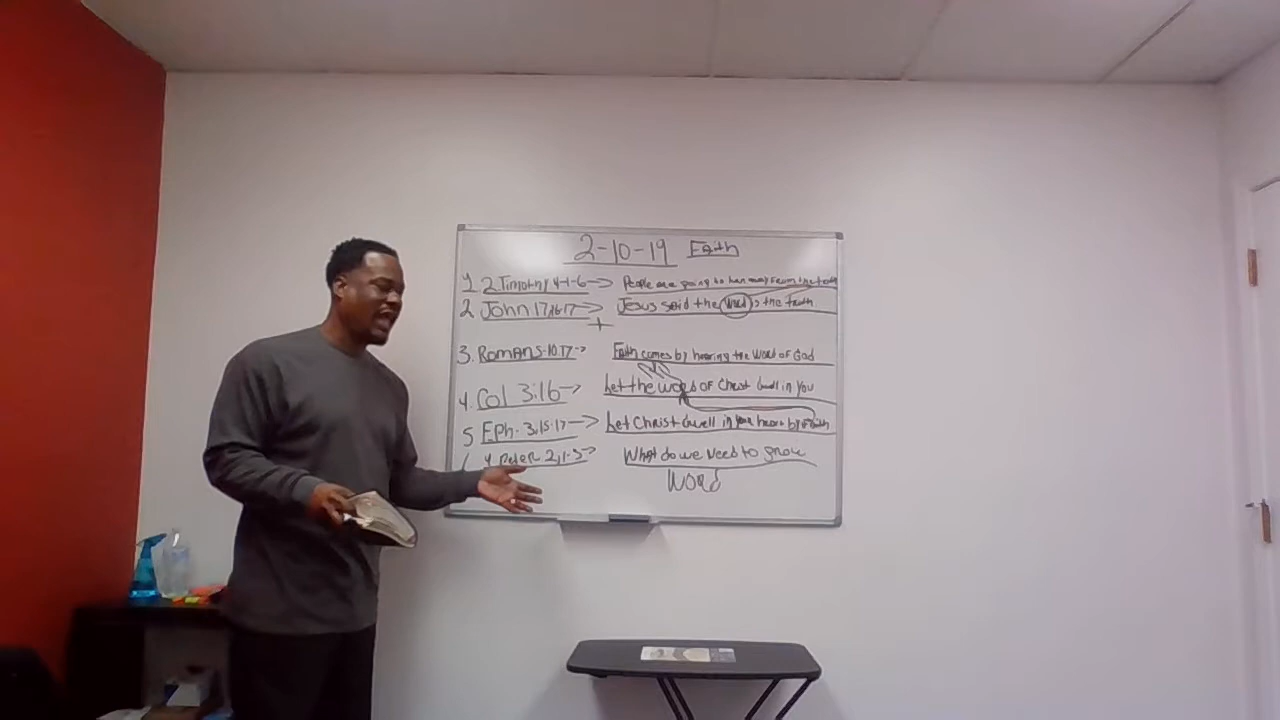 2-10-19 Faith
1. 2 Timothy 4-1-6 → People are going to turn away From the truth
2. John 17,16-17 → Jesus said the word is the truth
+
3. Romans-10.17 → Faith comes by hearing the Word of God
4. Col 3:16 → Let the word of Christ dwell in you
5 Eph. 3,15-17 → Let Christ dwell in your hearts by Faith
Peter 2,1-3 → What do we Need to grow
Word